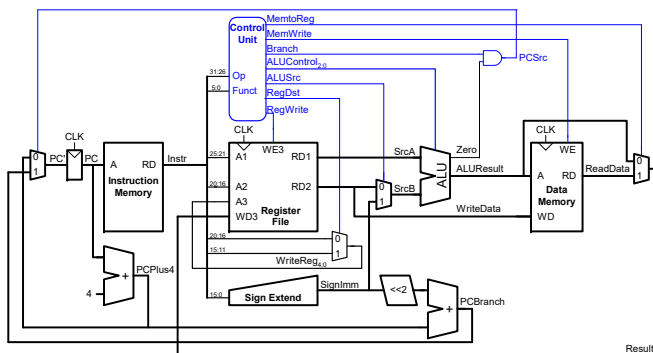 MemtoReg
Control
Unit
MemWrite
Branch
ALUControl2:0
PCSrc
31:26
Op
ALUSrc
5:0
Funct
RegDst
RegWrite
CLK
CLK
WE3
CLK
WE
0
1
PC'
PC
A
RD
Instr
Instruction
Memory
25:21
A1
RD1
SrcA
Zero
ALU
ALUResult
20:16
A2
RD2
0
1
SrcB
A3
WD3
Register
File
A
RD
Data
Memory
WD
ReadData
0
1
WriteData
20:16
0
15:11
1
WriteReg4:0
+
PCPlus4
4
15:0
Sign Extend
SignImm
<<2
+
PCBranch
Result